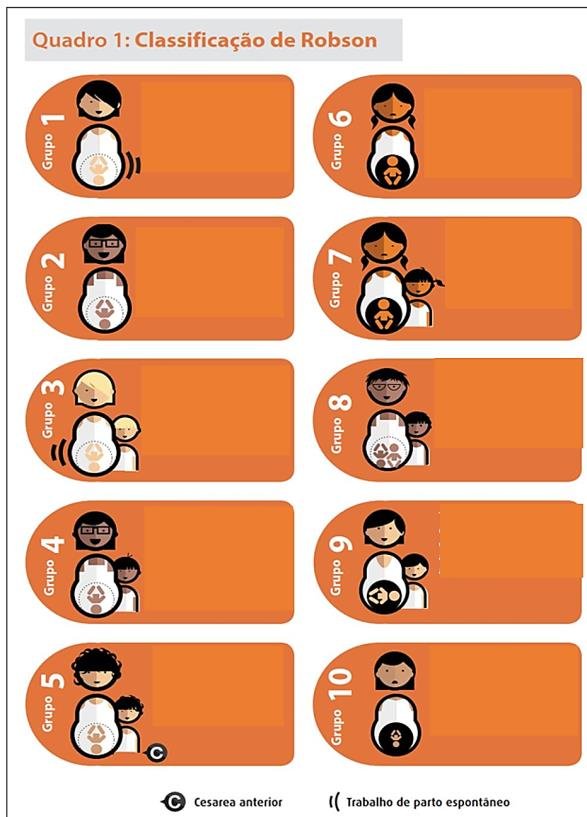 Quadro 1: Classificação de Robson
Grupo 1
Grupo 2
Grupo 3
Grupo 4
Grupo 5
C
Grupo 6
Grupo 7
Grupo 8
Grupo 9
Grupo 10
C Cesarea anterior
Trabalho de parto espontâneo